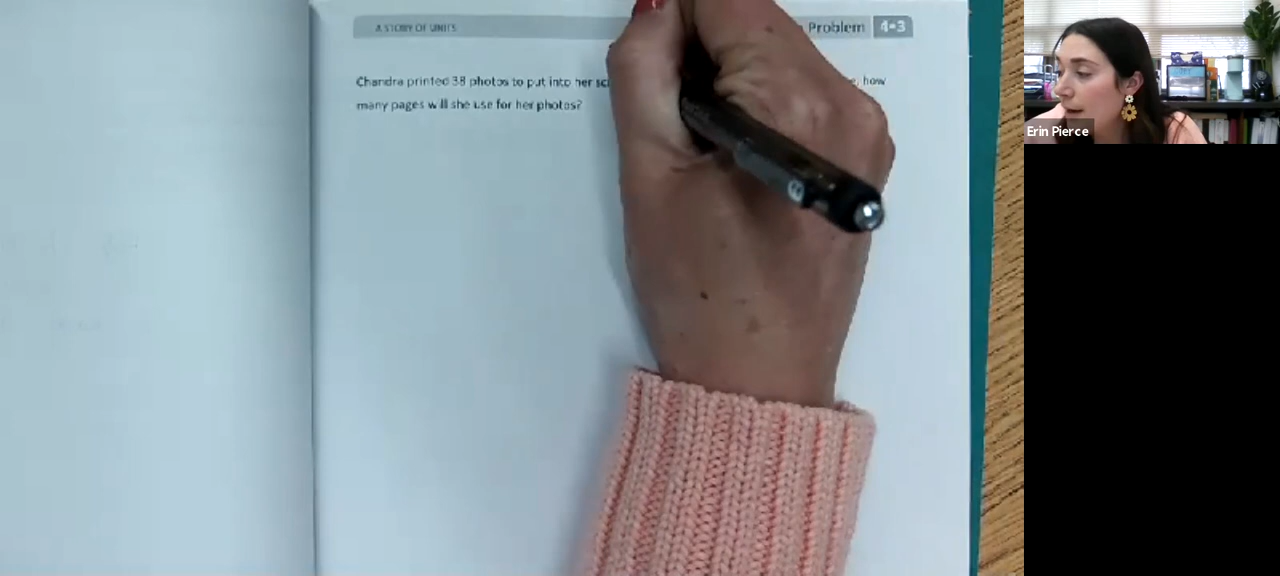 A STORY OF UNITS
Problem 4•3
Chandra printed 38 photos to put into her how
many pages will she use for her photos?
Erin Pierce